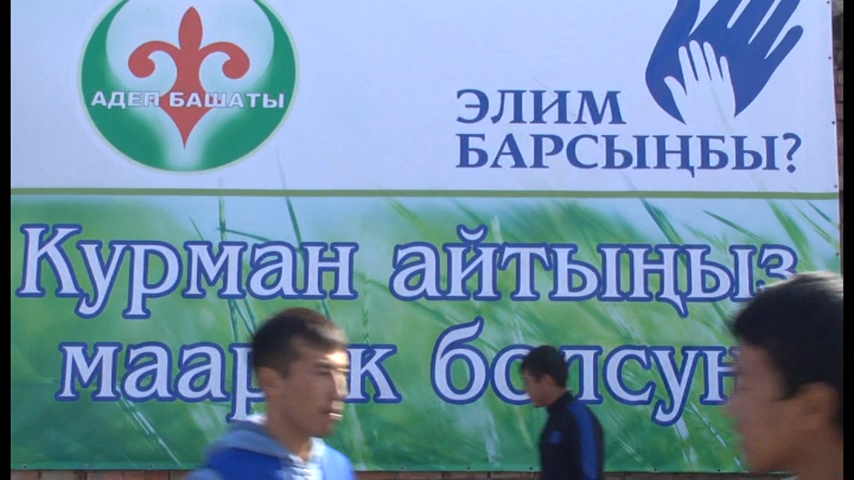 АДЕП БАШАТЫ
ЭЛИМ
БАРСЫҢБЫ?
Курман айтыңыз
болсун